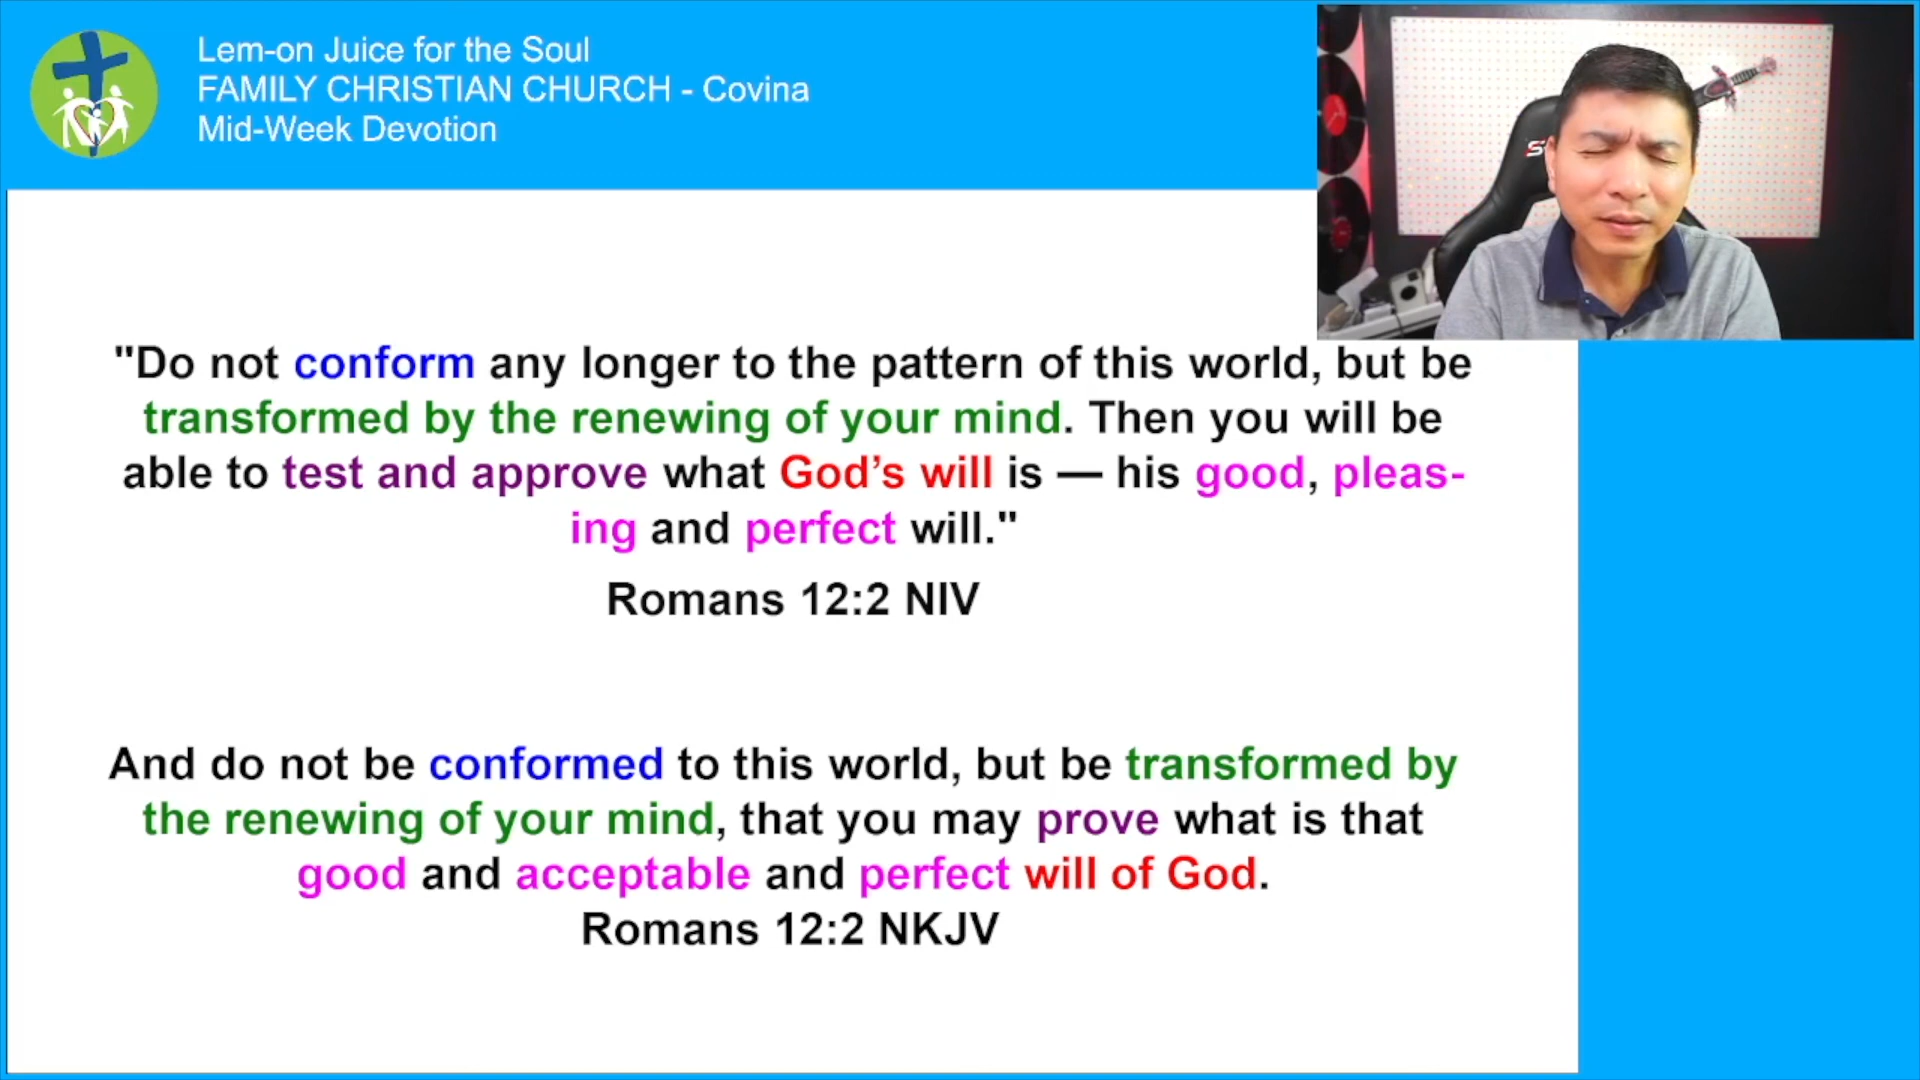 Lem-on Juice for the Soul
FAMILY CHRISTIAN CHURCH - Covina
Mid-Week Devotion
"Do not conform any longer to the pattern of this world, but be
transformed by the renewing of your mind. Then you will be
able to test and approve what God’s will is — his good, pleas-
ing and perfect will."
Romans 12:2 NIV
And do not be conformed to this world, but be transformed by
the renewing of your mind, that you may prove what is that
good and acceptable and perfect will of God.
Romans 12:2 NKJV